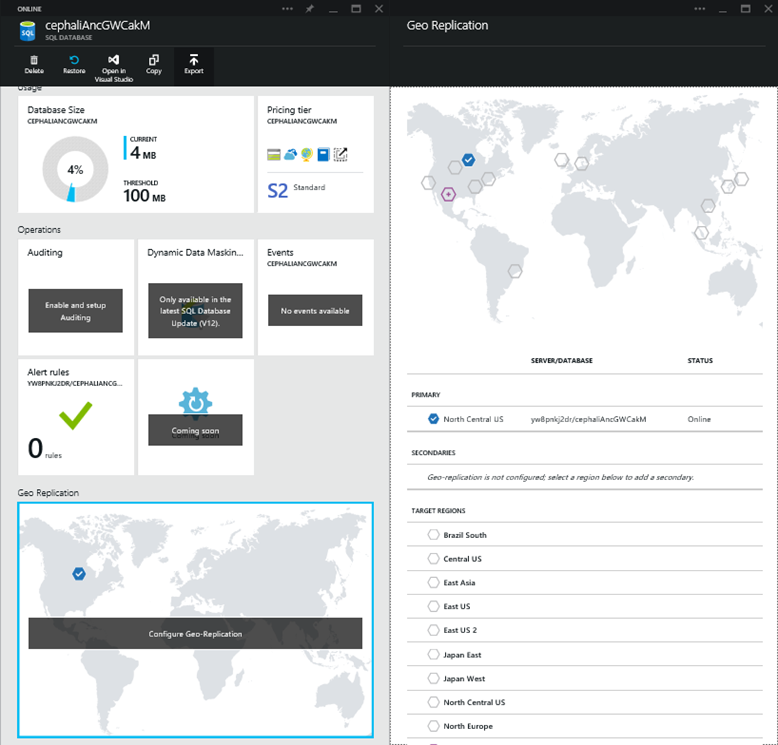 ONLINE
cephaliAncGWCakM
SQL DATABASE
SQL
Delete
Restore
Open in
Visual Studio
Copy
Export
Usage
Database Size
CEPHALIANCGWCAKM
4%
CURRENT
4 MB
THRESHOLD
100 MB
Pricing tier
CEPHALIANCGWCAKM
S2 Standard
Operations
Auditing
Enable and setup
Auditing
Dynamic Data Maskin...
Only available in the
latest SQL Database
Update (V12).
Events
CEPHALIANCGWCAKM
No events available
Alert rules
YW8PNKJ2DR/CEPHALIANCG...
0 rules
Coming soon
Coming soon
Geo Replication
Configure Geo-Replication
Geo Replication
SERVER/DATABASE STATUS
PRIMARY
North Central US yw8pnkj2dr/cephaliAncGWCakM Online
SECONDARIES
Geo-replication is not configured; select a region below to add a secondary.
TARGET REGIONS
Brazil South
Central US
East Asia
East US
East US 2
Japan East
Japan West
North Central US
North Europe